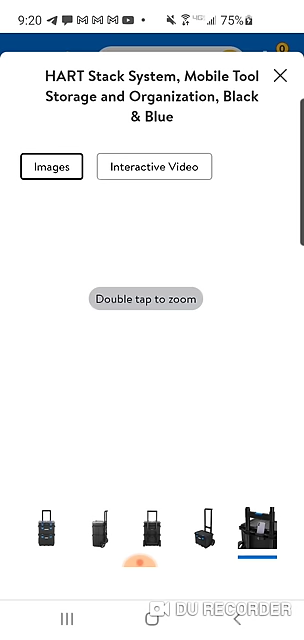 9:20
75%
0
HART Stack System, Mobile Tool
Storage and Organization, Black
& Blue
Images
Interactive Video
Double tap to zoom
DU RECORDER